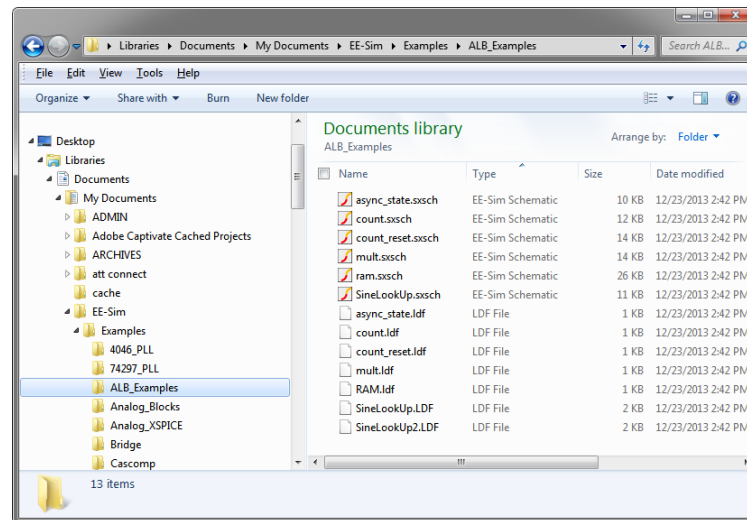 Libraries Documents My Documents EE-Sim Examples ALB_Examples Search ALB...
File Edit View Tools Help
Organize Share with Burn New folder
Desktop
Libraries
Documents
My Documents
ADMIN
Adobe Captivate Cached Projects
ARCHIVES
att connect
cache
EE-Sim
Examples
4046_PLL
74297_PLL
ALB_Examples
Analog_Blocks
Analog_XSPICE
Bridge
Cascomp
Documents library
ALB_Examples
Arrange by: Folder
Name Type Size Date modified
async_state.sxsch EE-Sim Schematic 10 KB 12/23/2013 2:42 PM
count.sxsch EE-Sim Schematic 12 KB 12/23/2013 2:42 PM
count_reset.sxsch EE-Sim Schematic 14 KB 12/23/2013 2:42 PM
mult.sxsch EE-Sim Schematic 14 KB 12/23/2013 2:42 PM
ram.sxsch EE-Sim Schematic 26 KB 12/23/2013 2:42 PM
SineLookUp.sxsch EE-Sim Schematic 11 KB 12/23/2013 2:42 PM
async_state.ldf LDF File 1 KB 12/23/2013 2:42 PM
count.ldf LDF File 1 KB 12/23/2013 2:42 PM
count_reset.ldf LDF File 1 KB 12/23/2013 2:42 PM
mult.ldf LDF File 1 KB 12/23/2013 2:42 PM
RAM.ldf LDF File 1 KB 12/23/2013 2:42 PM
SineLookUp.LDF LDF File 2 KB 12/23/2013 2:42 PM
SineLookUp2.LDF LDF File 2 KB 12/23/2013 2:42 PM
13 items